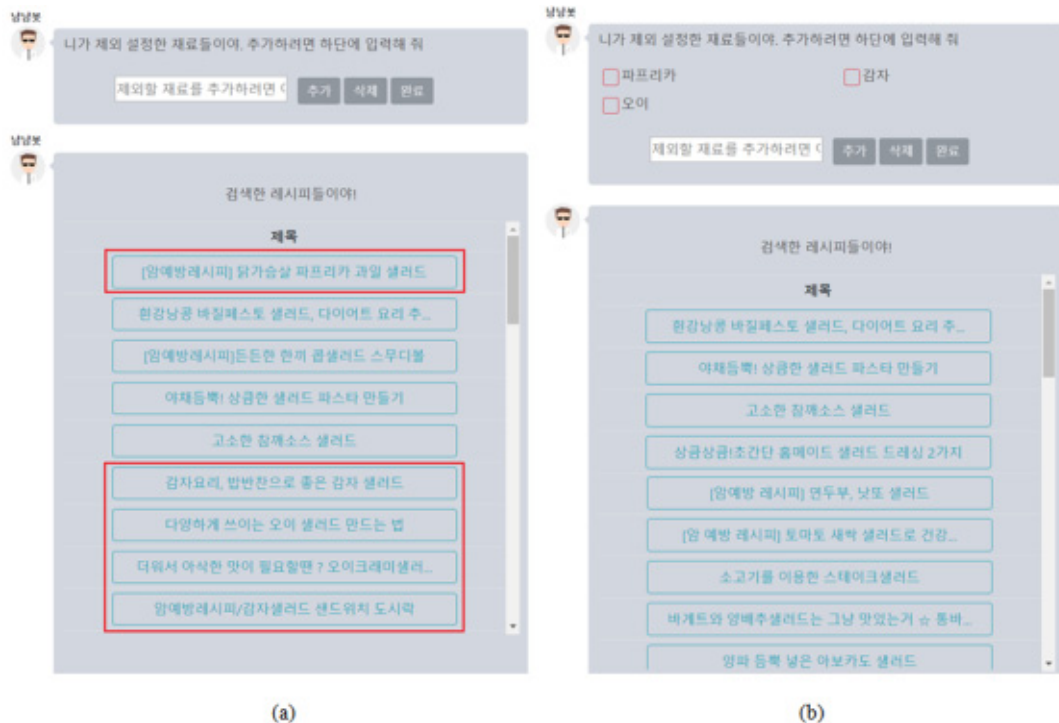 냠냠봇
니가 제외 설정한 재료들이야. 추가하려면 하단에 입력해 줘
제외할 재료를 추가하려면
추가 삭제 완료
냠냠봇
검색한 레시피들이야!
제목
[암예방레시피] 닭가슴살 파프리카 과일 샐러드
흰강낭콩 바질페스토 샐러드, 다이어트 요리 추...
[암예방레시피]든든한 한끼 콥샐러드 스무디볼
야채듬뿍! 상큼한 샐러드 파스타 만들기
고소한 참깨소스 샐러드
감자요리, 밥반찬으로 좋은 감자 샐러드
다양하게 쓰이는 오이 샐러드 만드는 법
더워서 아삭한 맛이 필요할땐 ? 오이크래미샐러...
암예방레시피/감자샐러드 샌드위치 도시락
(a)
냠냠봇
니가 제외 설정한 재료들이야. 추가하려면 하단에 입력해 줘
파프리카 감자
오이
제외할 재료를 추가하려면
추가 삭제 완료
검색한 레시피들이야!
제목
흰강낭콩 바질페스토 샐러드, 다이어트 요리 추...
야채듬뿍! 상큼한 샐러드 파스타 만들기
고소한 참깨소스 샐러드
상큼상큼!초간단 홈메이드 샐러드 드레싱 2가지
[암예방 레시피] 연두부, 낫또 샐러드
[암 예방 레시피] 토마토 새싹 샐러드로 건강...
소고기를 이용한 스테이크샐러드
바게트와 양배추샐러드는 그냥 맛있는거 ☆ 통바...
양파 듬뿍 넣은 아보카도 샐러드
(b)